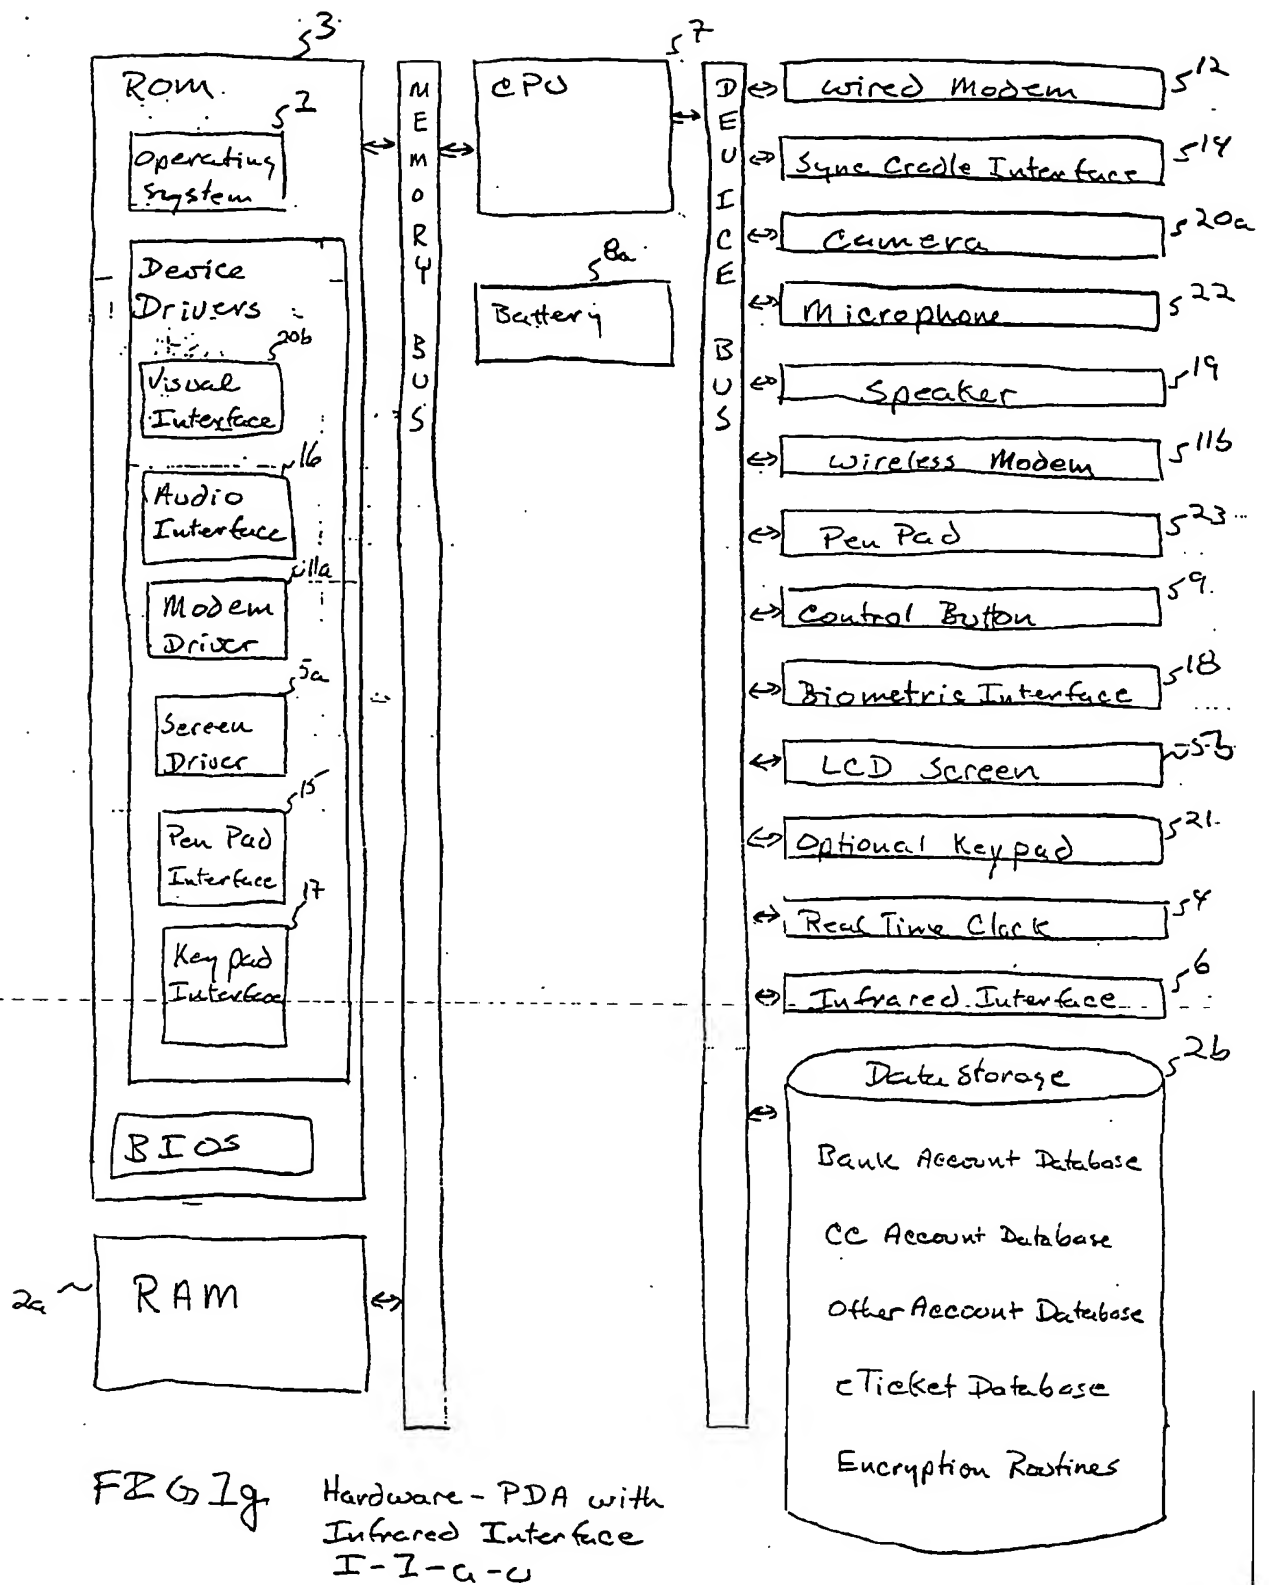 3
ROM
1
Operating
System
Device
Drivers
20b
Visual
Interface
16
Audio
Interface
11a
Modem
Driver
5a
Screen
Driver
15
Pen Pad
Interface
17
Keypad
Interface
BIOS
2a
RAM
MEMORY BUS
7
CPU
8a
Battery
DEVICE BUS
Wired Modem
12
Sync Cradle Interface
14
Camera
20a
Microphone
22
Speaker
19
Wireless Modem
11b
Pen Pad
23
Control Button
9
Biometric Interface
18
LCD Screen
5b
Optional Keypad
21
Real Time Clock
4
Infrared Interface
6
Data Storage
2b
Bank Account Database
CC Account Database
Other Account Database
eTicket Database
Encryption Routines
FIG 1g
Hardware - PDA with
Infrared Interface